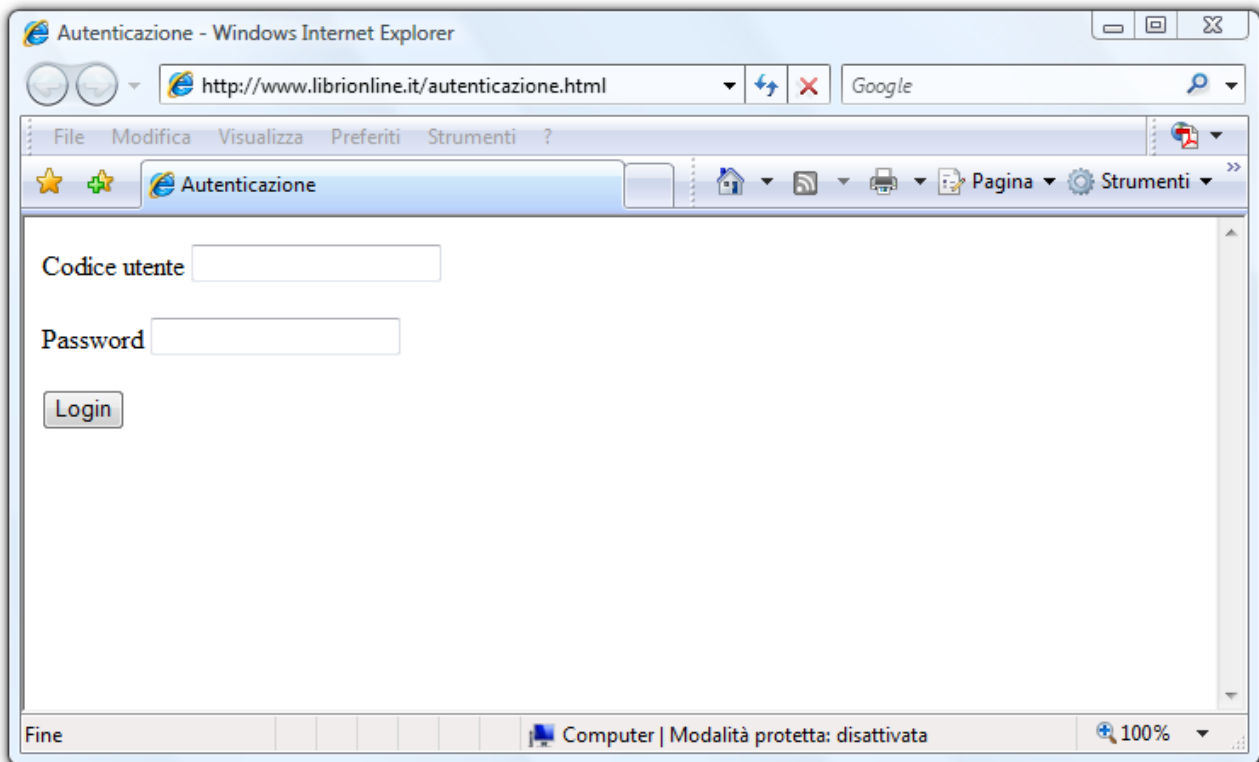 Autenticazione - Windows Internet Explorer
http://www.librionline.it/autenticazione.html Google
File Modifica Visualizza Preferiti Strumenti ?
Autenticazione Pagina Strumenti »
Codice utente
Password
Login
Fine Computer | Modalità protetta: disattivata 100%